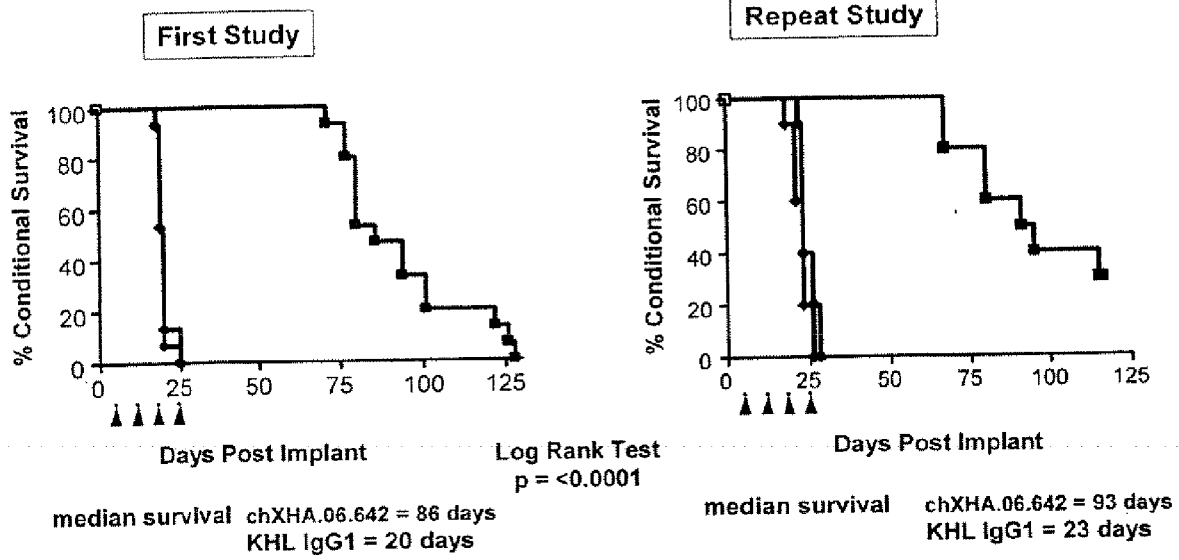 First Study
Repeat Study
% Conditional Survival
100
80
60
40
20
0
0 25 50 75 100 125
Days Post Implant
% Conditional Survival
100
80
60
40
20
0
0 25 50 75 100 125
Days Post Implant
Log Rank Test
p = <0.0001
median survival chXHA.06.642 = 86 days
KHL IgG1 = 20 days
median survival chXHA.06.642 = 93 days
KHL IgG1 = 23 days